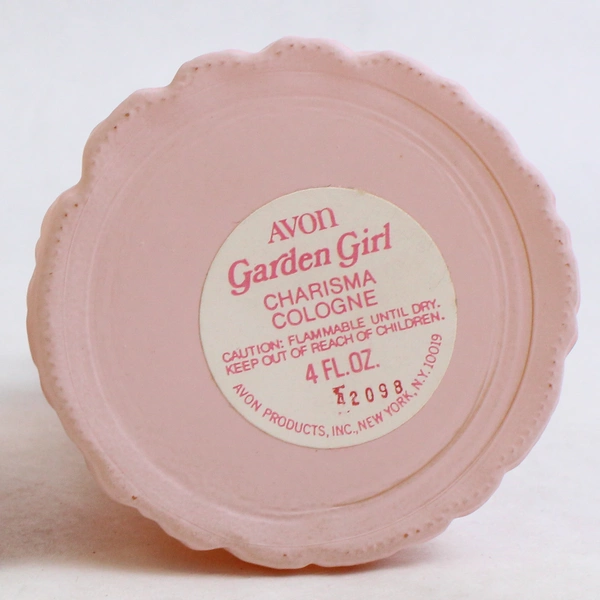 AVON
Garden Girl
CHARISMA
COLOGNE
CAUTION: FLAMMABLE UNTIL DRY.
KEEP OUT OF REACH OF CHILDREN.
4 FL.OZ.
A2098
AVON PRODUCTS, INC., NEW YORK, N.Y. 10019